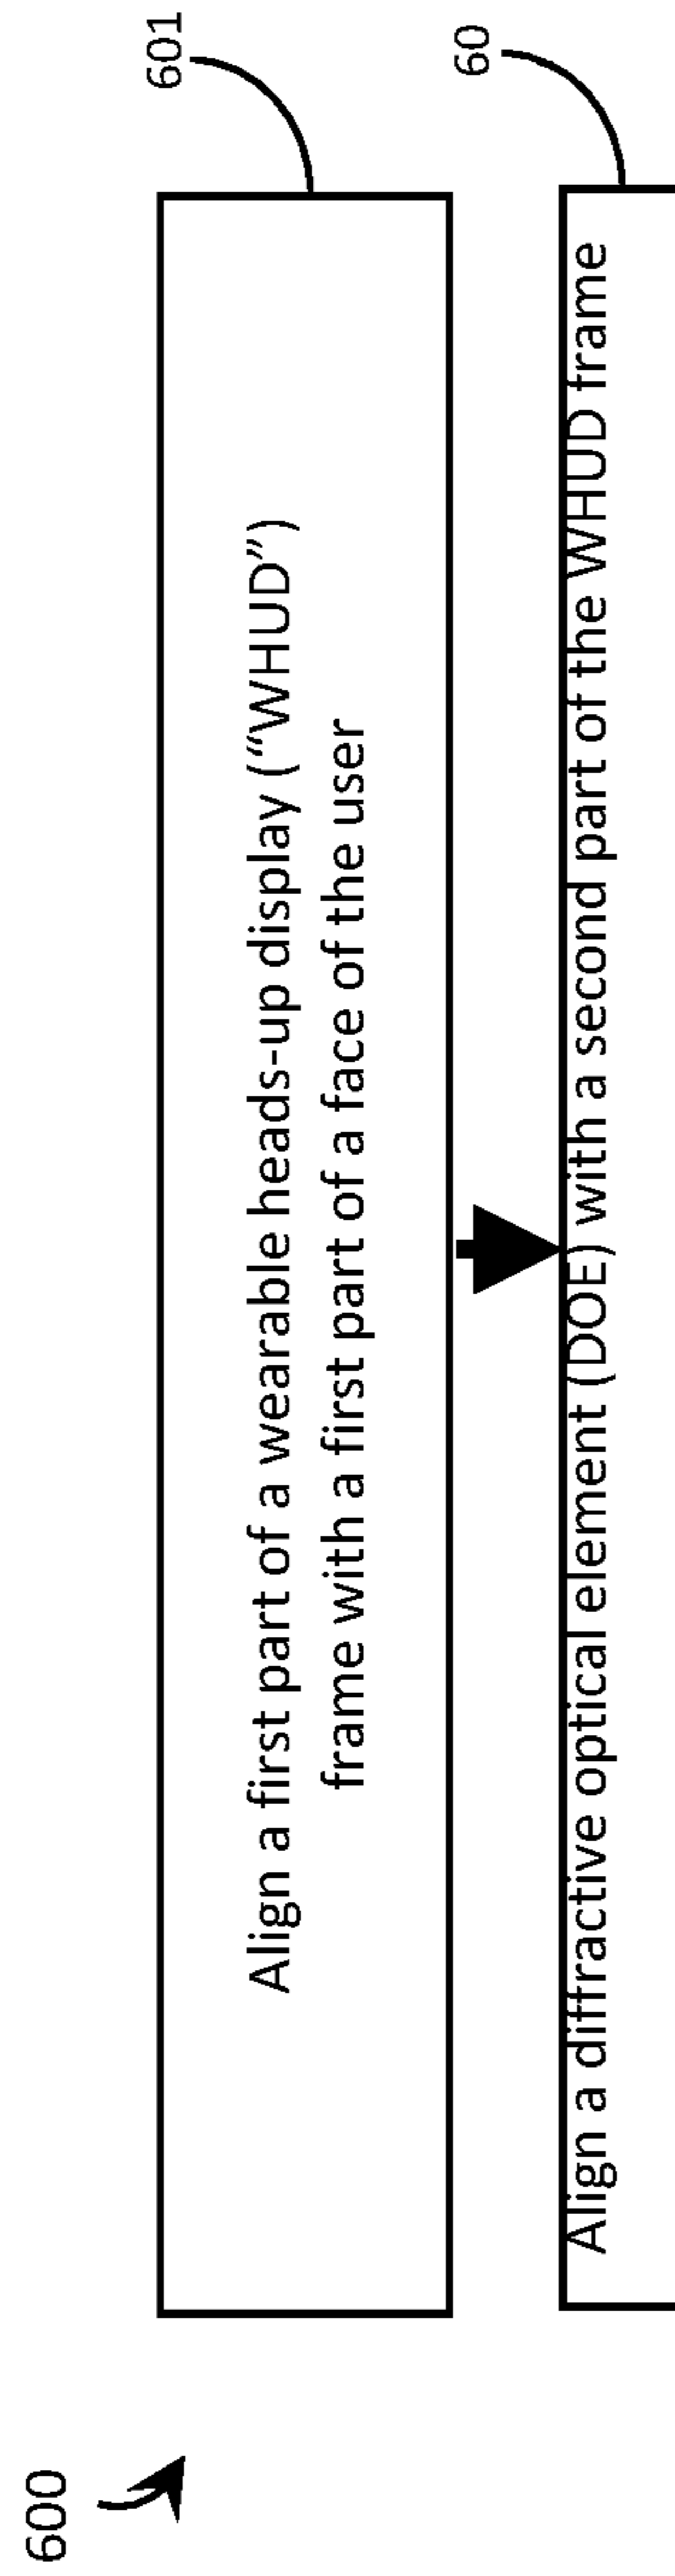 600
601
Align a first part of a wearable heads-up display (“WHUD”)
frame with a first part of a face of the user
60
Align a diffractive optical element (DOE) with a second part of the WHUD frame